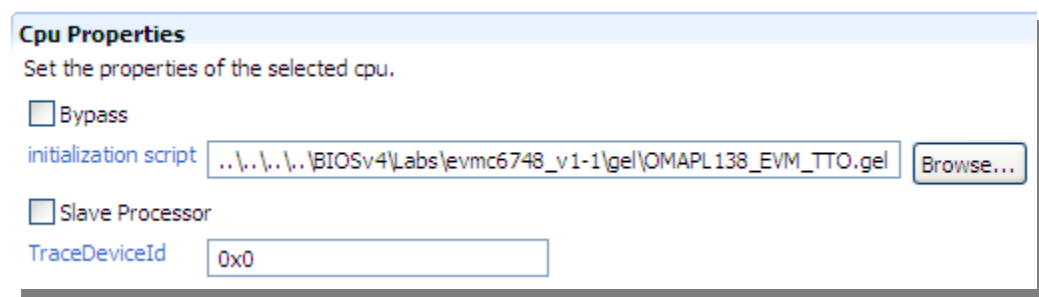 Cpu Properties
Set the properties of the selected cpu.
Bypass
initialization script ..\..\..\..\BIOSv4\Labs\evmc6748_v1-1\gel\OMAPL138_EVM_TTO.gel Browse...
Slave Processor
TraceDeviceId 0x0